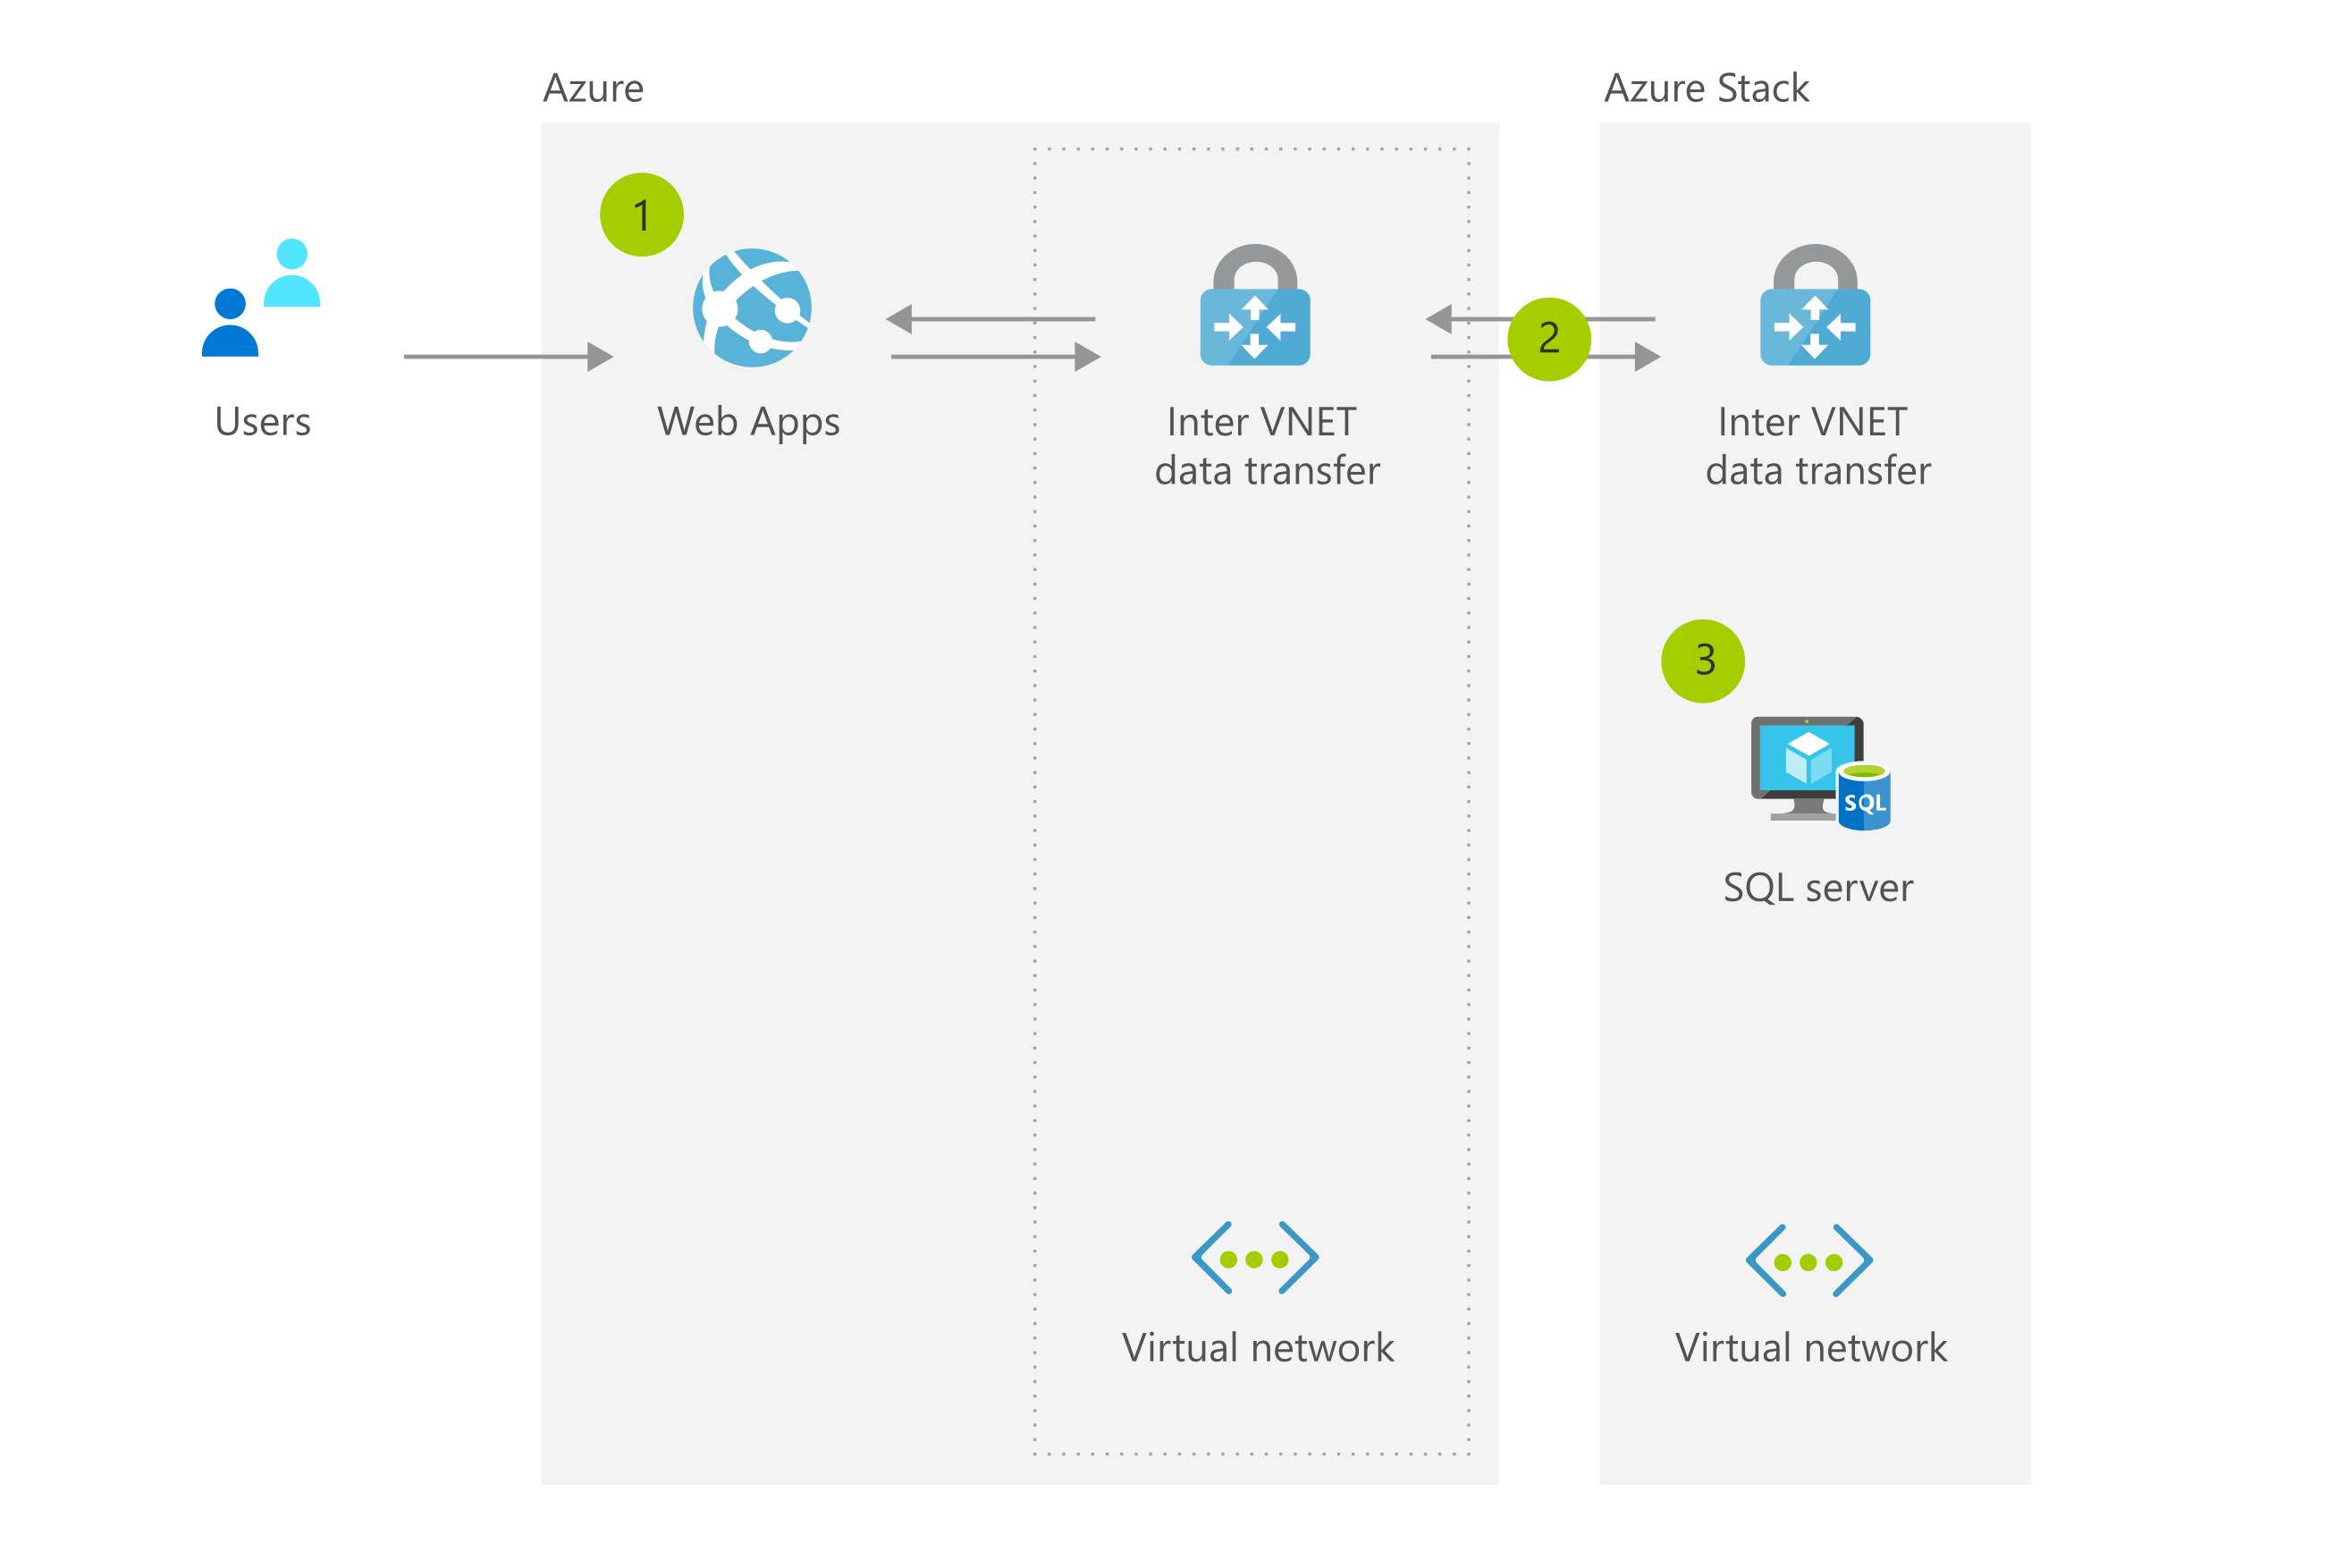 Azure
Azure Stack
1
2
Users
Web Apps
Inter VNET
data transfer
Inter VNET
data transfer
3
SQL
SQL server
Virtual network
Virtual network